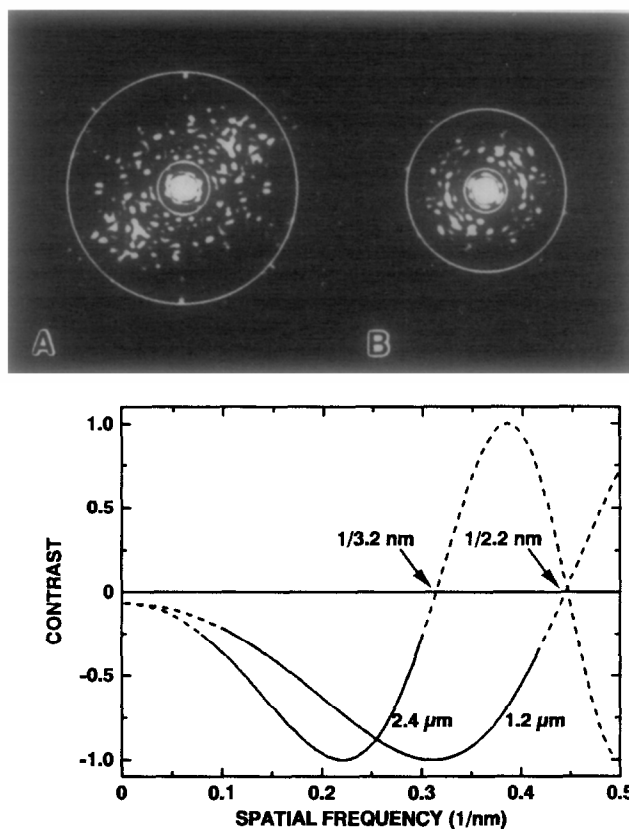 A
B
1.0
0.5
0
-0.5
-1.0
CONTRAST
1/3.2 nm
1/2.2 nm
2.4 µm
1.2 µm
0
0.1
0.2
0.3
0.4
0.5
SPATIAL FREQUENCY (1/nm)